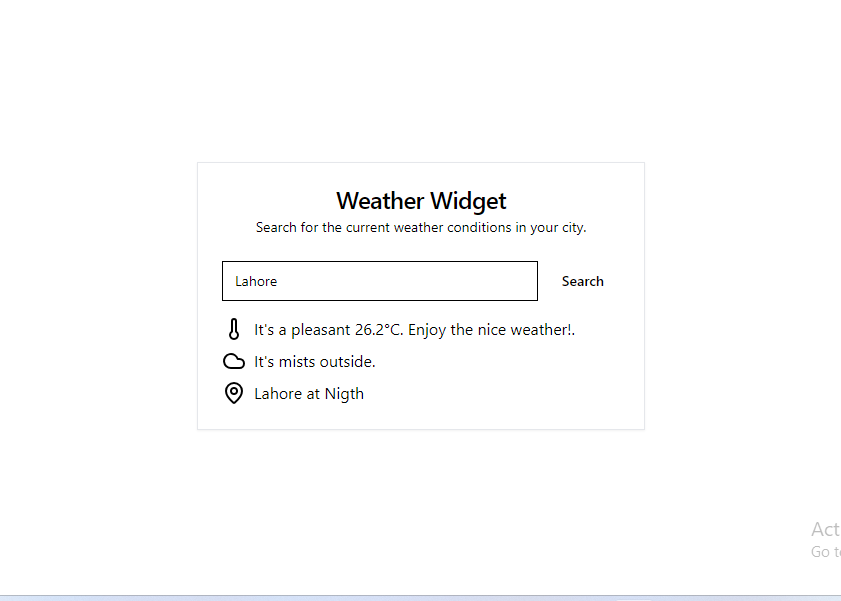 Weather Widget
Search for the current weather conditions in your city.
Lahore
Search
It's a pleasant 26.2°C. Enjoy the nice weather!.
It's mists outside.
Lahore at Nigth
Act
Go to